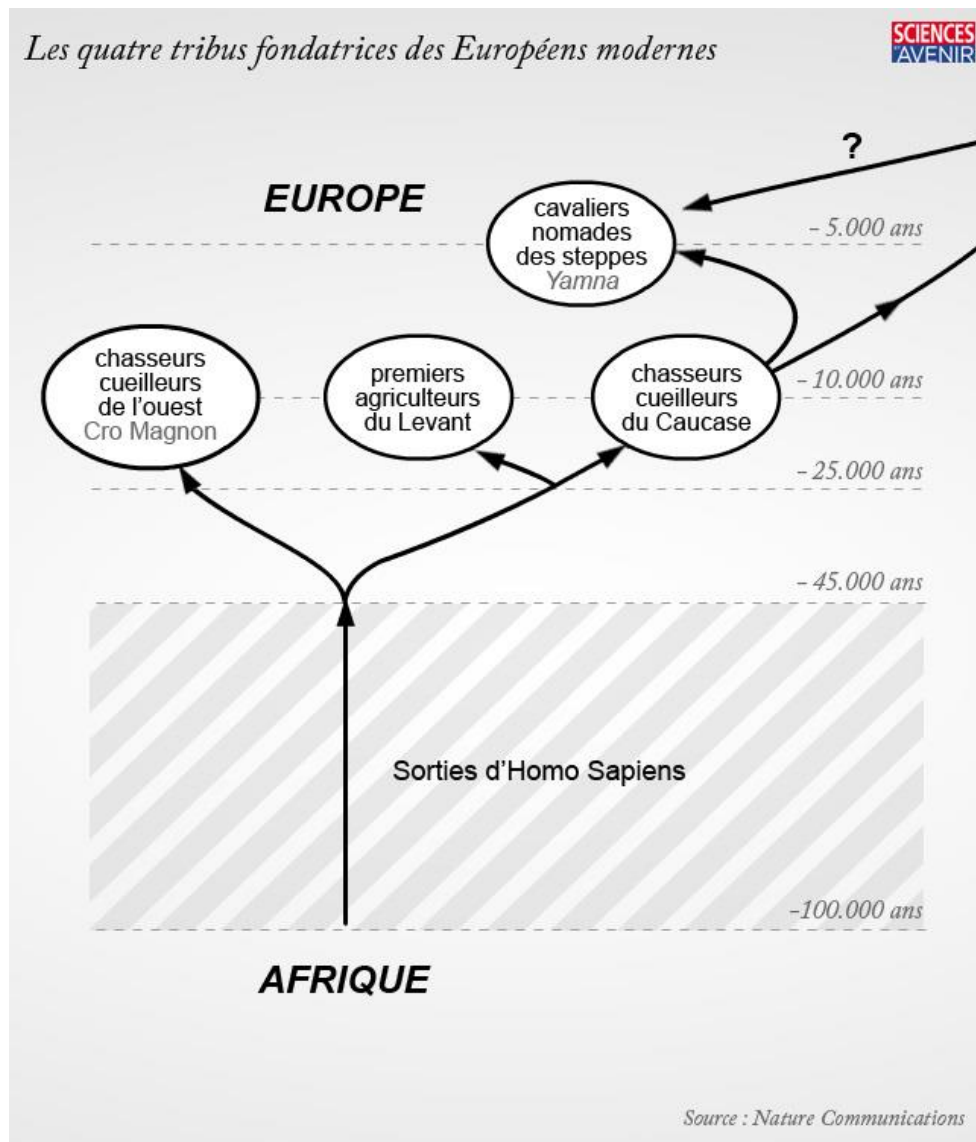 Les quatre tribus fondatrices des Européens modernes
SCIENCES
ET AVENIR
?
EUROPE
cavaliers
nomades
des steppes
Yamna
- 5.000 ans
chasseurs
cueilleurs
de l'ouest
Cro Magnon
premiers
agriculteurs
du Levant
chasseurs
cueilleurs
du Caucase
- 10.000 ans
- 25.000 ans
- 45.000 ans
Sorties d'Homo Sapiens
-100.000 ans
AFRIQUE
Source : Nature Communications